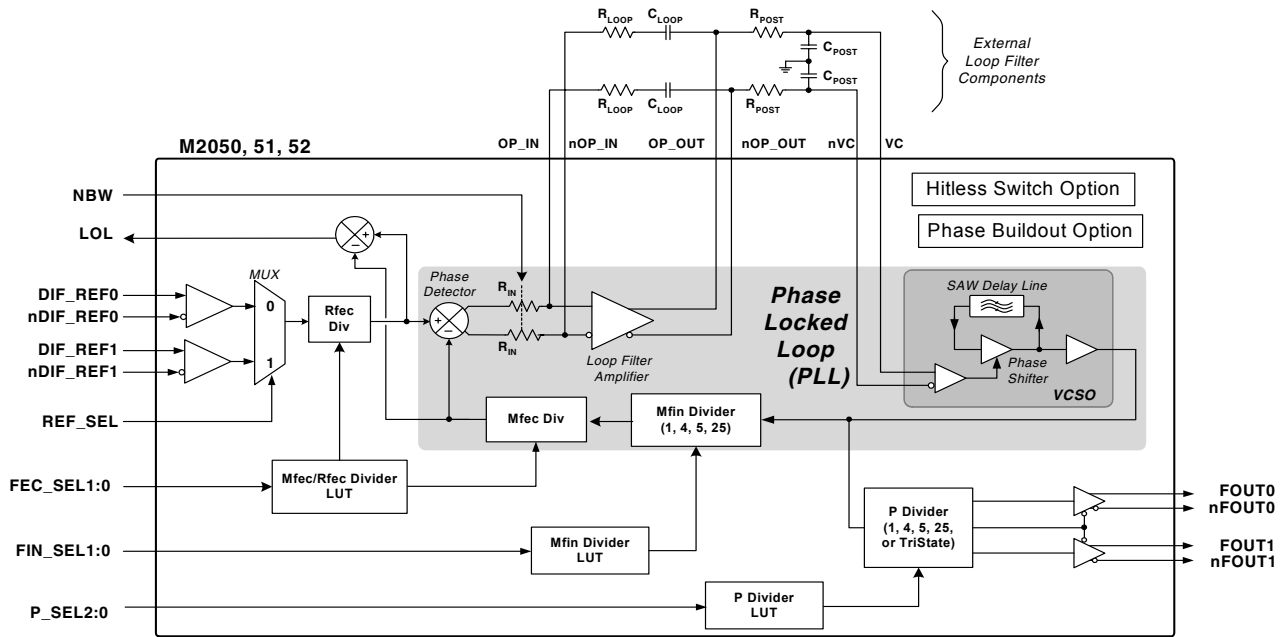 R_LOOP C_LOOP R_POST
C_POST
C_POST
R_LOOP C_LOOP R_POST
External
Loop Filter
Components
M2050, 51, 52
OP_IN nOP_IN OP_OUT nOP_OUT nVC VC
NBW
LOL
Hitless Switch Option
Phase Buildout Option
+
–
MUX
DIF_REF0
nDIF_REF0
DIF_REF1
nDIF_REF1
REF_SEL
0
1
Rfec
Div
Phase
Detector
+
–
R_IN
R_IN
Loop Filter
Amplifier
Phase
Locked
Loop
(PLL)
SAW Delay Line
Phase
Shifter
VCSO
Mfec Div
Mfin Divider
(1, 4, 5, 25)
FEC_SEL1:0
Mfec/Rfec Divider
LUT
FIN_SEL1:0
Mfin Divider
LUT
P_SEL2:0
P Divider
LUT
P Divider
(1, 4, 5, 25,
or TriState)
FOUT0
nFOUT0
FOUT1
nFOUT1